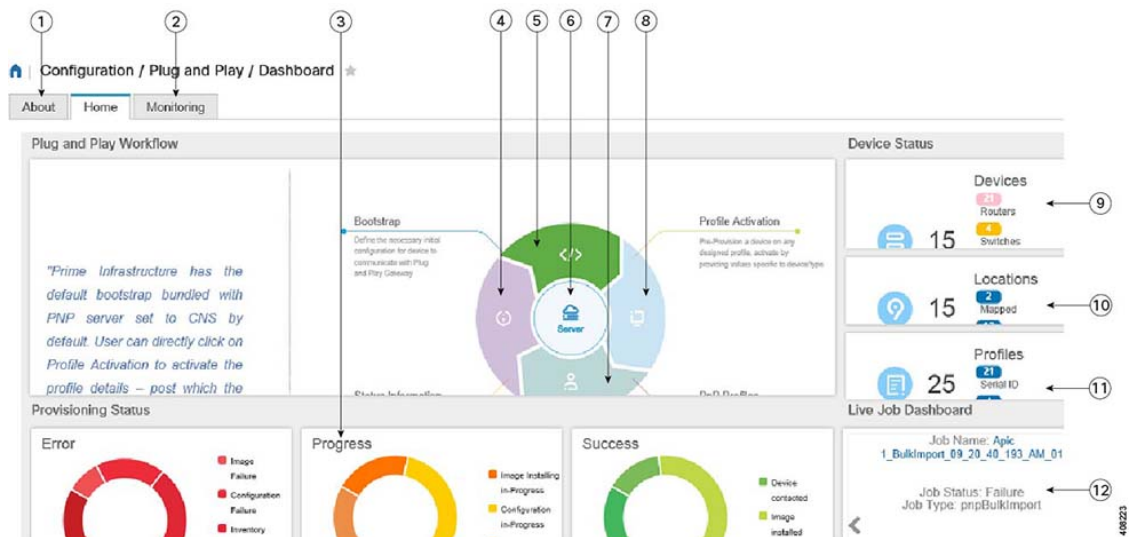 1
2
3
4
5
6
7
8
Configuration / Plug and Play / Dashboard
About
Home
Monitoring
Plug and Play Workflow
"Prime Infrastructure has the
default bootstrap bundled with
PNP server set to CNS by
default. User can directly click on
Profile Activation to activate the
profile details – post which the
Bootstrap
Define the necessary initial
configuration for device to
communicate with Plug
and Play Gateway
</>
Server
Profile Activation
Pre-Provision a device on any
designed profile, activate by
providing values specific to device/type.
Status Information
PnP Profiles
Device Status
15
Devices
21
Routers
4
Switches
9
15
Locations
2
Mapped
10
25
Profiles
21
Serial ID
11
Provisioning Status
Error
Image
Failure
Configuration
Failure
Inventory
Progress
Image Installing
in-Progress
Configuration
in-Progress
Success
Device
contacted
Image
installed
Live Job Dashboard
Job Name: Apic
1_BulkImport_09_20_40_193_AM_01
Job Status: Failure
Job Type: pnpBulkImport
12
408223